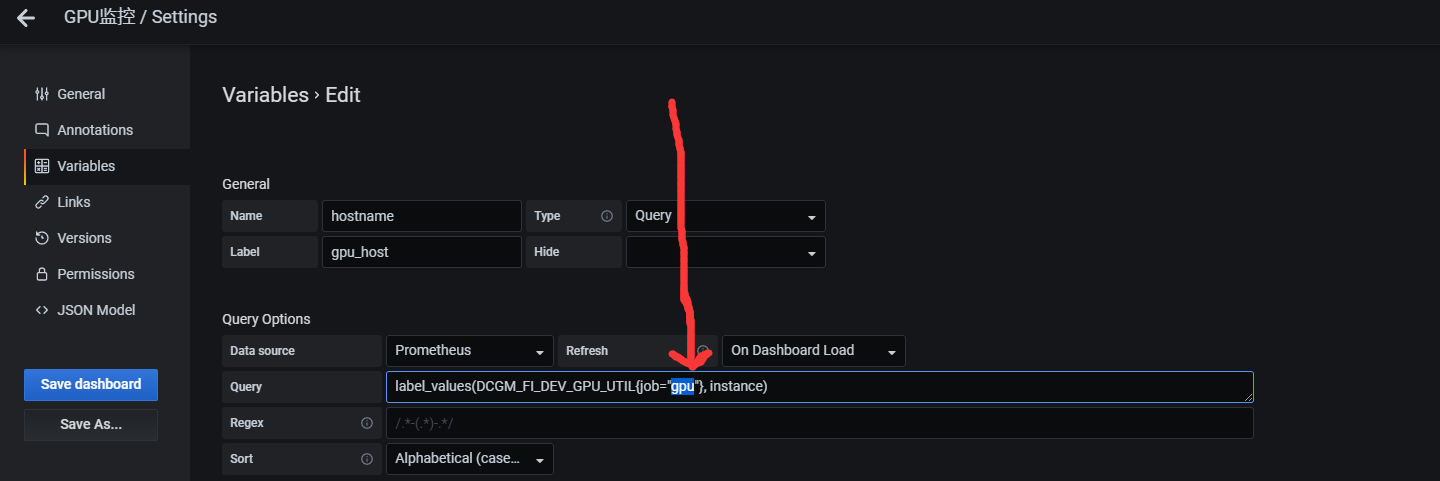 GPU监控 / Settings
General
Annotations
Variables
Links
Versions
Permissions
JSON Model
Save dashboard
Save As...
Variables › Edit
General
Name hostname Type Query
Label gpu_host Hide
Query Options
Data source Prometheus Refresh On Dashboard Load
Query label_values(DCGM_FI_DEV_GPU_UTIL{job="gpu"}, instance)
Regex /.*-(.*)-.*/
Sort Alphabetical (case...